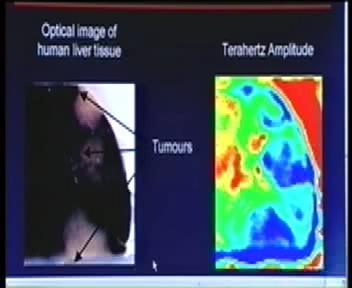 Optical image of
human liver tissue
Terahertz Amplitude
Tumours